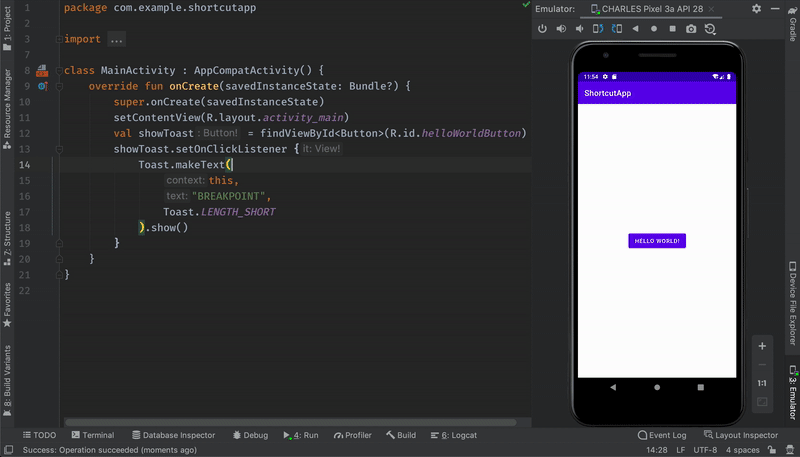 1 package com.example.shortcutapp
2
3 import ...
7
8 class MainActivity : AppCompatActivity() {
9 override fun onCreate(savedInstanceState: Bundle?) {
10 super.onCreate(savedInstanceState)
11 setContentView(R.layout.activity_main)
12 val showToast : Button! = findViewById<Button>(R.id.helloWorldButton)
13 showToast.setOnClickListener { it: View!
14 Toast.makeText(
15 context: this,
16 text: "BREAKPOINT",
17 Toast.LENGTH_SHORT
18 ).show()
19 }
20 }
21 }
22
1: Project
Resource Manager
Z: Structure
Favorites
8: Build Variants
Emulator: CHARLES Pixel 3a API 28
11:54
ShortcutApp
HELLO WORLD!
1:1
Gradle
Device File Explorer
3: Emulator
TODO Terminal Database Inspector Debug 4: Run Profiler Build 6: Logcat Event Log Layout Inspector
Success: Operation succeeded (moments ago) 14:28 LF UTF-8 4 spaces